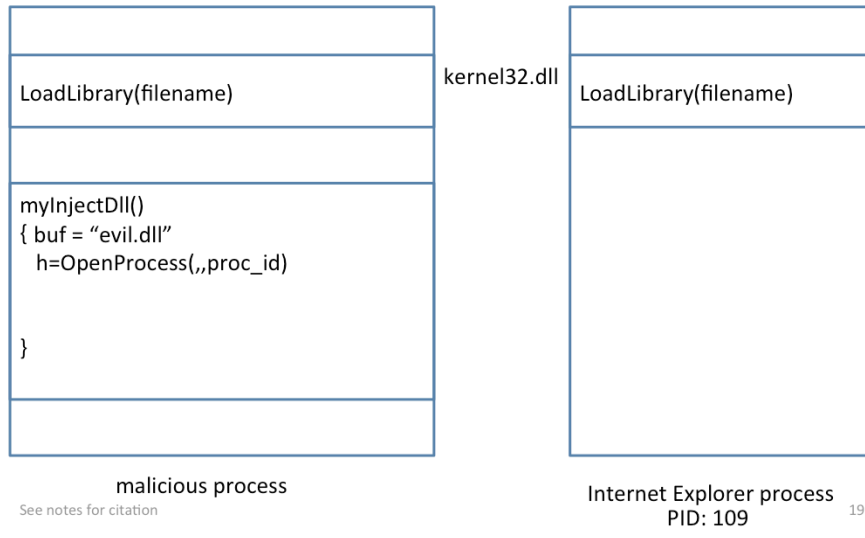 LoadLibrary(filename)
kernel32.dll
LoadLibrary(filename)
myInjectDll()
{ buf = “evil.dll”
h=OpenProcess(,,proc_id)
}
malicious process
Internet Explorer process
PID: 109
See notes for citation
19